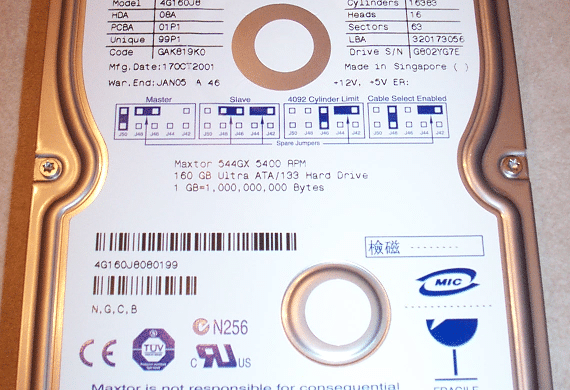 Model 4G160J8
HDA 08A
PCBA 01P1
Unique 99P1
Code GAK819K0
Cylinders 16383
Heads 16
Sectors 63
LBA 320173056
Drive S/N G802YG7E
Mfg.Date:17OCT2001
Made in Singapore ( )
War.End:JAN05 A 46
+12V, +5V ER:
Master
Slave
4092 Cylinder Limit
Cable Select Enabled
J50 J48 J46 J44 J42
J50 J48 J46 J44 J42
J50 J48 J46 J44 J42
J50 J48 J46 J44 J42
Spare Jumpers
Maxtor 544GX 5400 RPM
160 GB Ultra ATA/133 Hard Drive
1 GB=1,000,000,000 Bytes
4G160J8080199
N,G,C,B
檢磁 --------
MIC
N256
CE
TÜV
C UL US
FRAGILE
Maxtor is not responsible for consequential